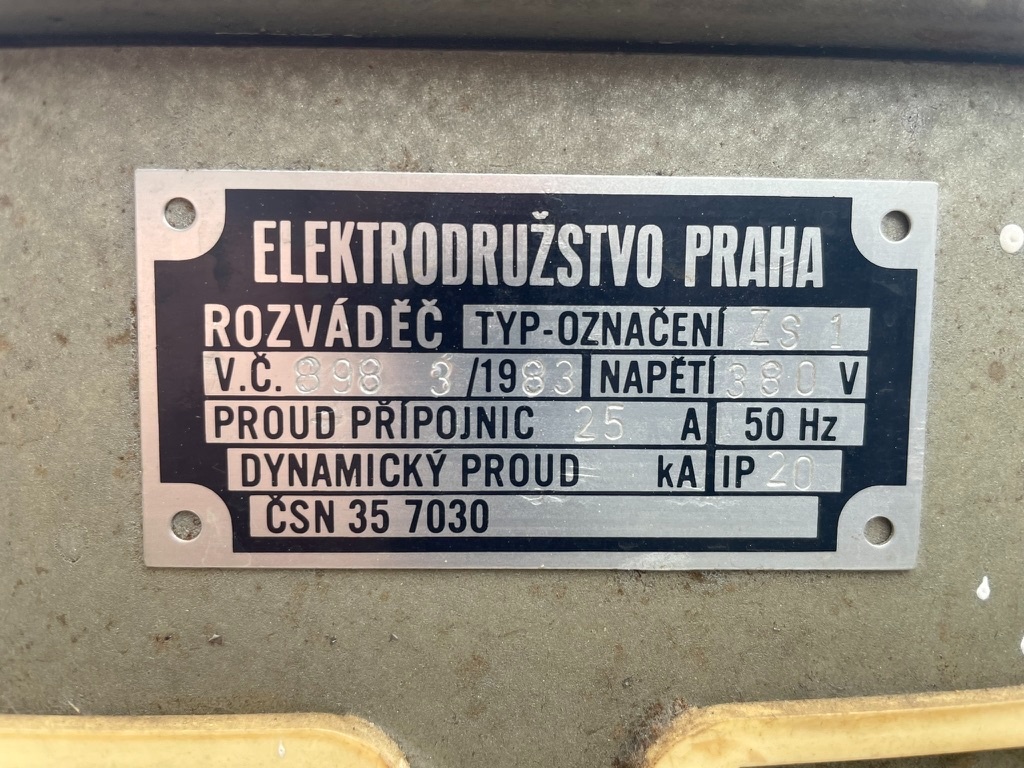 ELEKTRODRUŽSTVO PRAHA
ROZVÁDĚČ TYP-OZNAČENÍ ZS 1
V.Č. 898 3/1983 NAPĚTÍ 380 V
PROUD PŘÍPOJNIC 25 A 50 Hz
DYNAMICKÝ PROUD kA IP 20
ČSN 35 7030